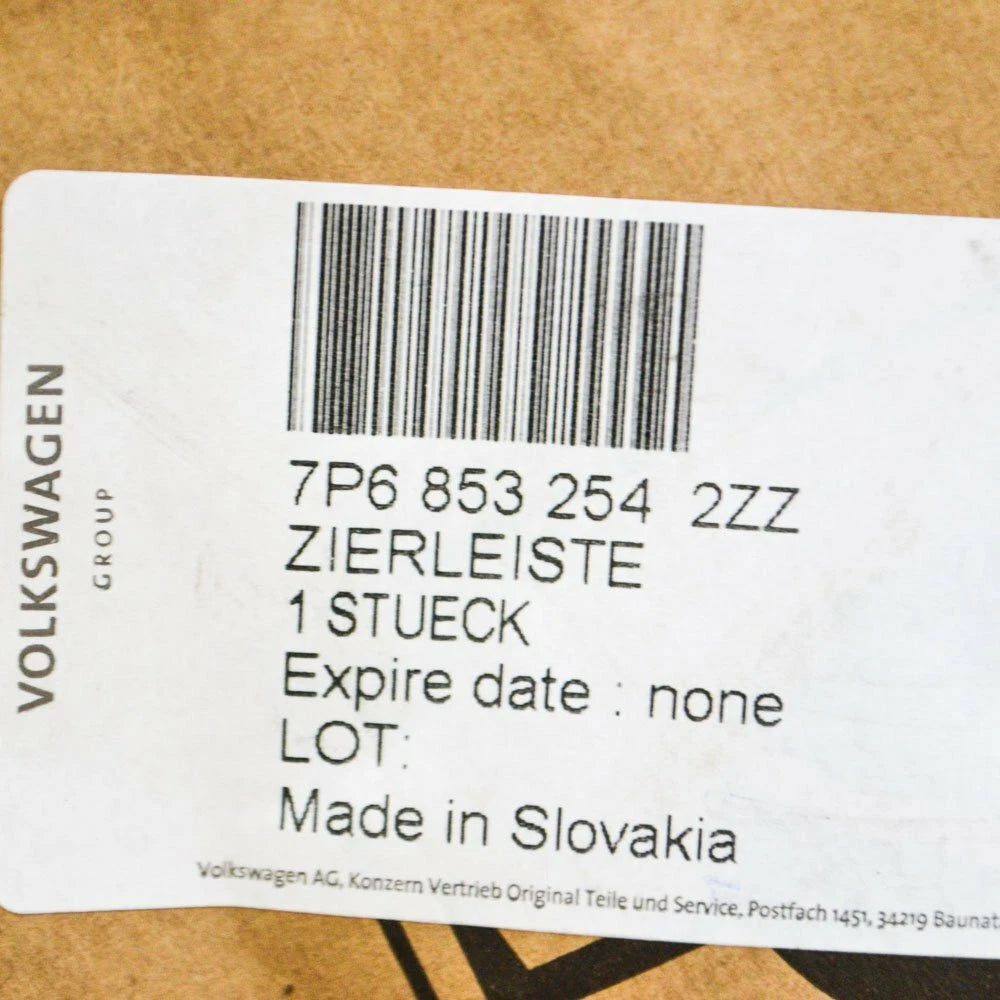 VOLKSWAGEN
GROUP
7P6 853 254 2ZZ
ZIERLEISTE
1 STUECK
Expire date : none
LOT:
Made in Slovakia
Volkswagen AG, Konzern Vertrieb Original Teile und Service, Postfach 1451, 34219 Baunata